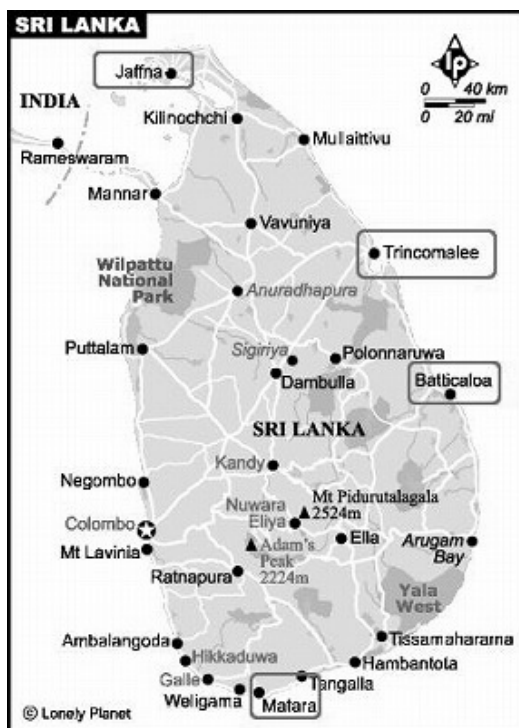 SRI LANKA
Jaffna
lp
0 40 km
0 20 mi
INDIA
Kilinochchi
Mullaittivu
Rameswaram
Mannar
Vavuniya
Trincomalee
Wilpattu
National
Park
Anuradhapura
Puttalam
Sigiriya
Polonnaruwa
Dambulla
Batticaloa
SRI LANKA
Kandy
Negombo
Mt Pidurutalagala
2524m
Nuwara
Eliya
Colombo
Ella
Arugam
Bay
Mt Lavinia
Adam's
Peak
2224m
Ratnapura
Yala
West
Tissamaharama
Ambalangoda
Hikkaduwa
Hambantota
Galle
Tangalla
Weligama
Matara
© Lonely Planet